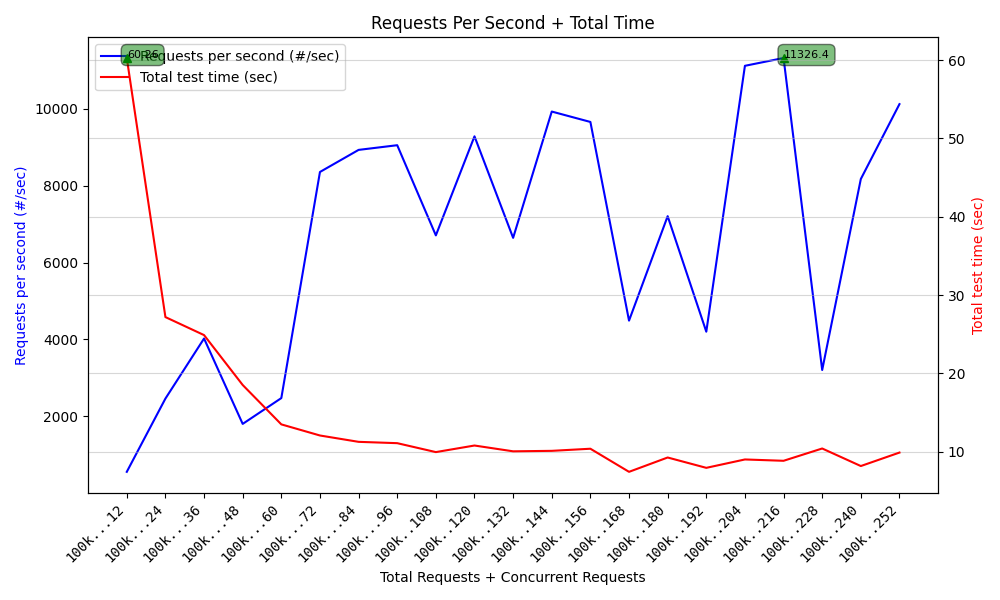 Requests Per Second + Total Time
60.26
Requests per second (#/sec)
Total test time (sec)
11326.4
10000
8000
6000
4000
2000
Requests per second (#/sec)
60
50
40
30
20
10
Total test time (sec)
100k...12
100k...24
100k...36
100k...48
100k...60
100k...72
100k...84
100k...96
100k..108
100k..120
100k..132
100k..144
100k..156
100k..168
100k..180
100k..192
100k..204
100k..216
100k..228
100k..240
100k..252
Total Requests + Concurrent Requests